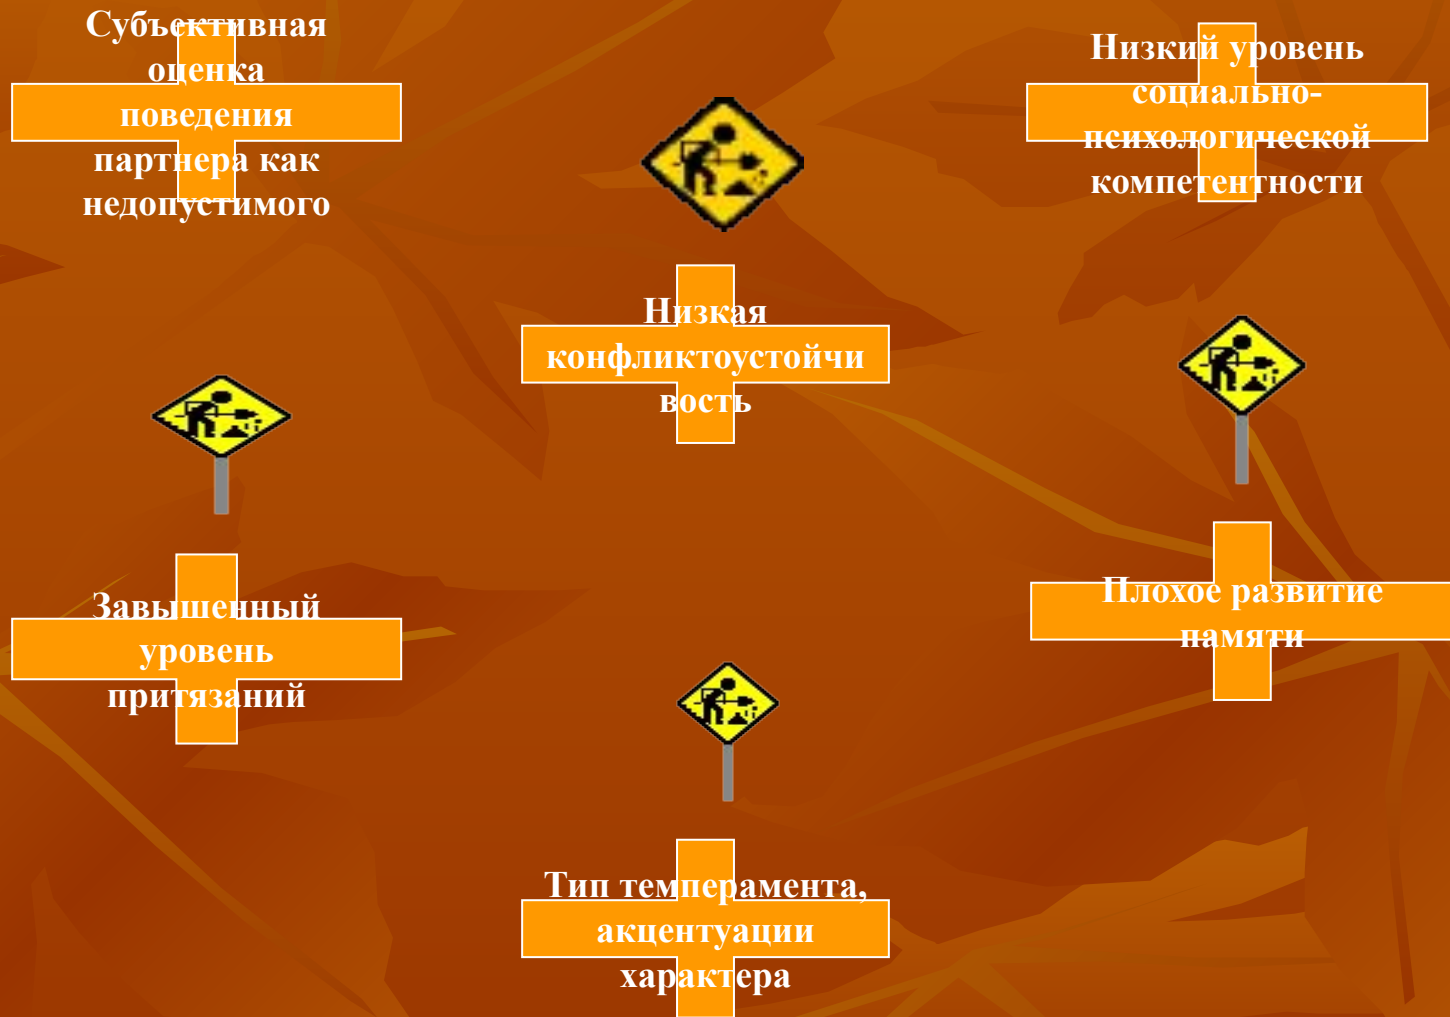 Субъективная
оценка
поведения
партнера как
недопустимого
Низкий уровень
социально-
психологической
компетентности
Низкая
конфликтоустойчи
вость
Завышенный
уровень
притязаний
Плохое развитие
памяти
Тип темперамента,
акцентуации
характера